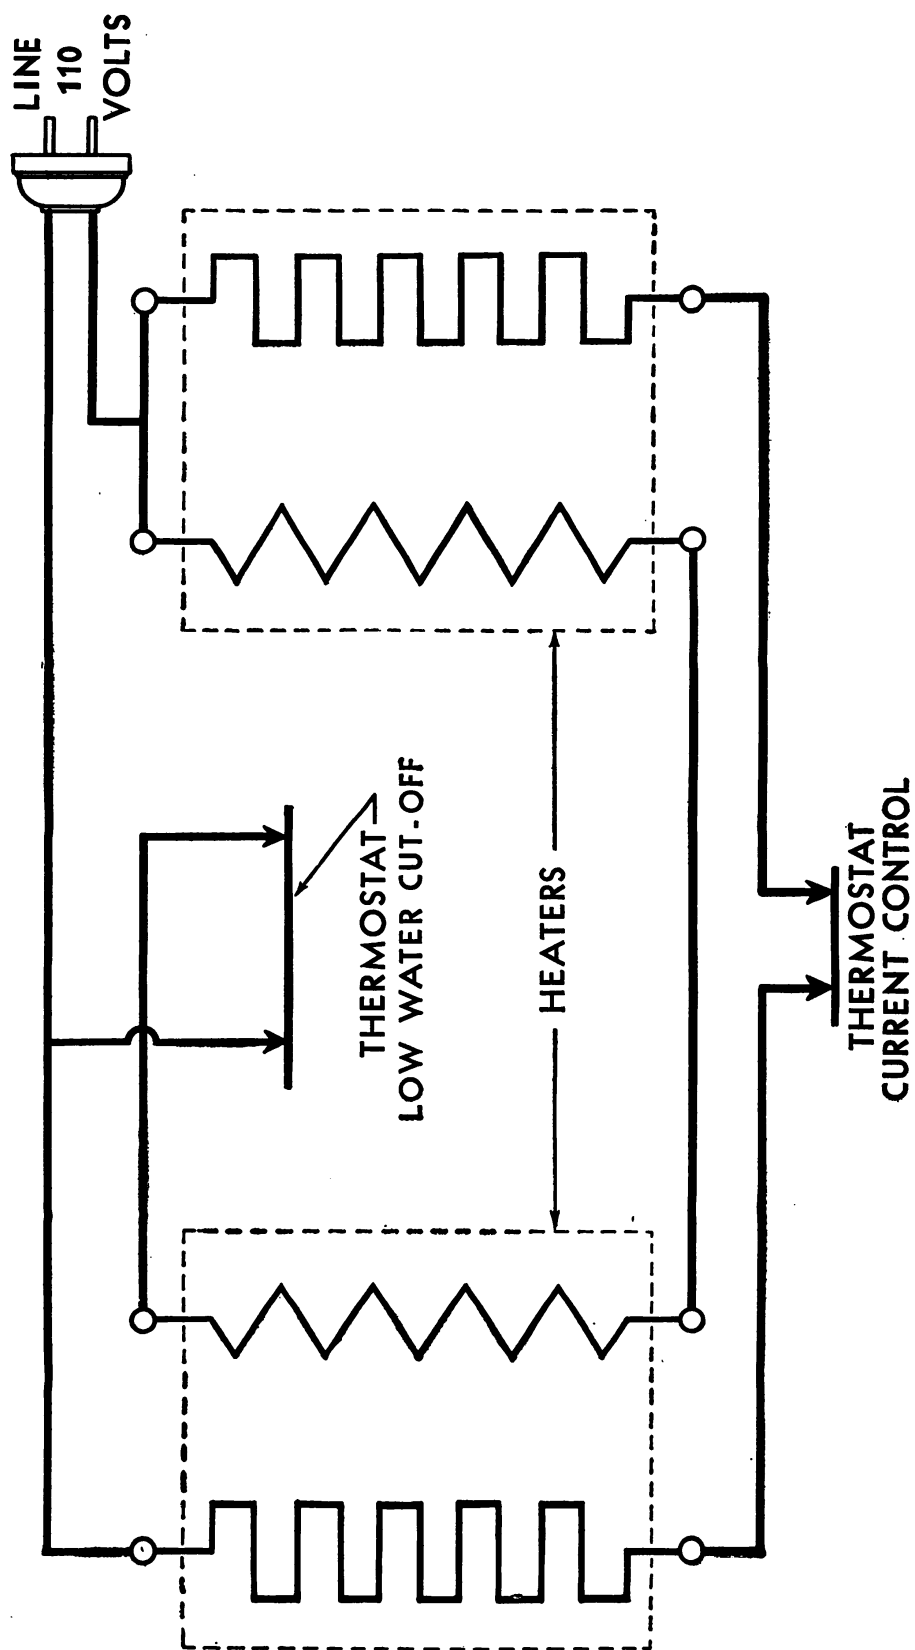 LINE
110
VOLTS
THERMOSTAT—
LOW WATER CUT-OFF
HEATERS
THERMOSTAT
CURRENT CONTROL